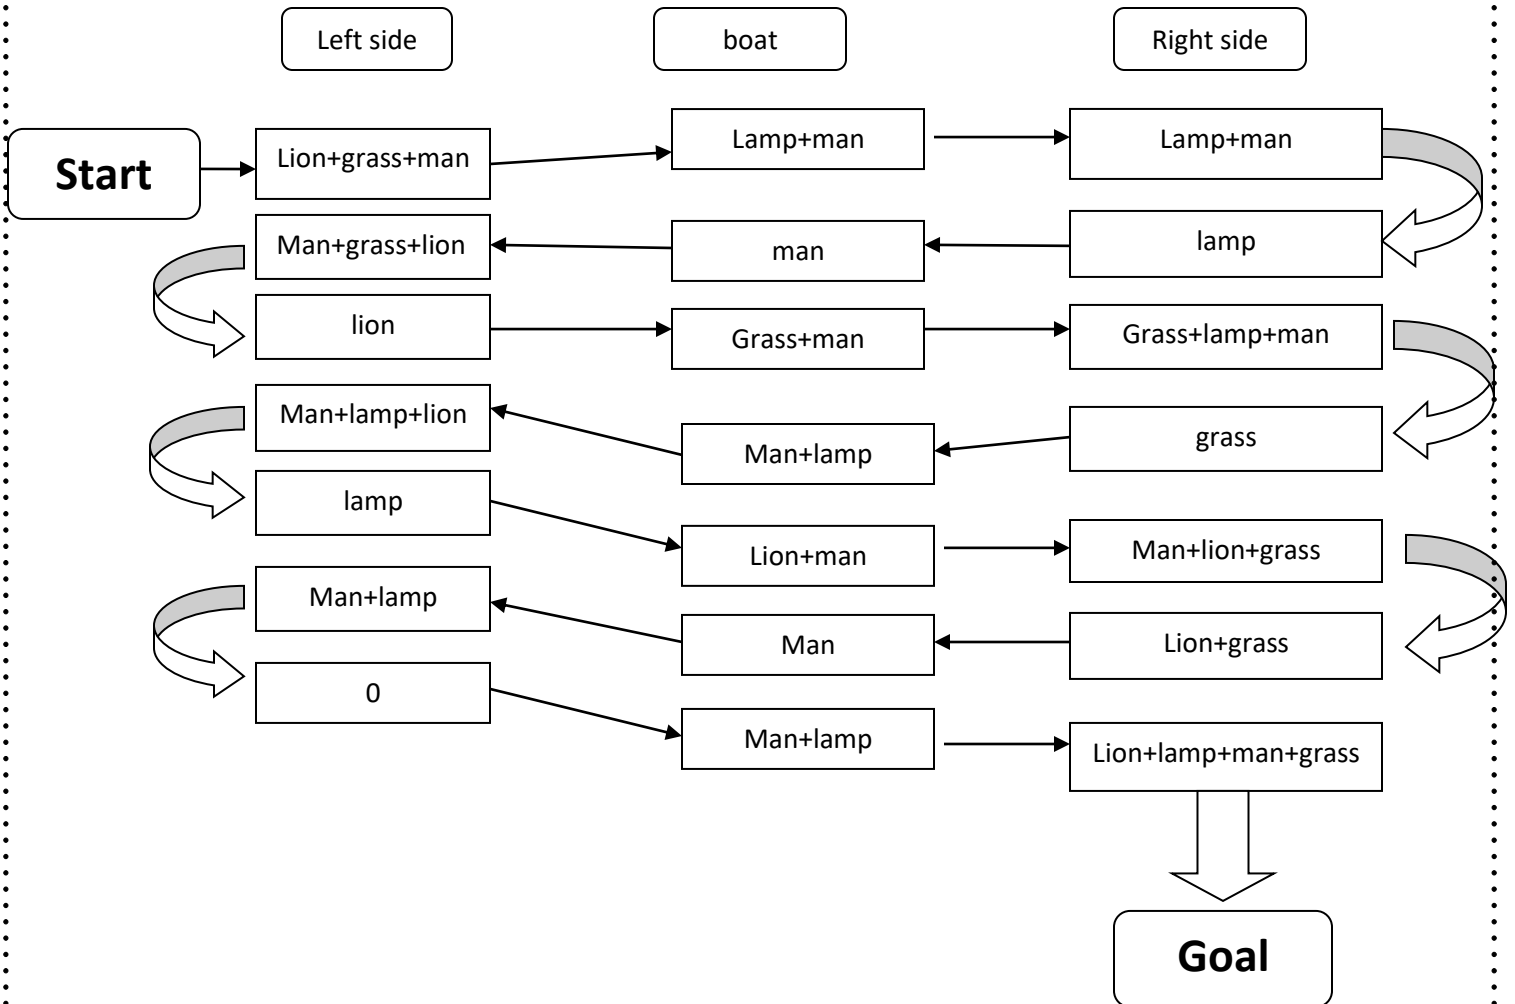 Left side
boat
Right side
Start
Lion+grass+man
Lamp+man
Lamp+man
Man+grass+lion
man
lamp
lion
Grass+man
Grass+lamp+man
Man+lamp+lion
Man+lamp
grass
lamp
Lion+man
Man+lion+grass
Man+lamp
Man
Lion+grass
0
Man+lamp
Lion+lamp+man+grass
Goal